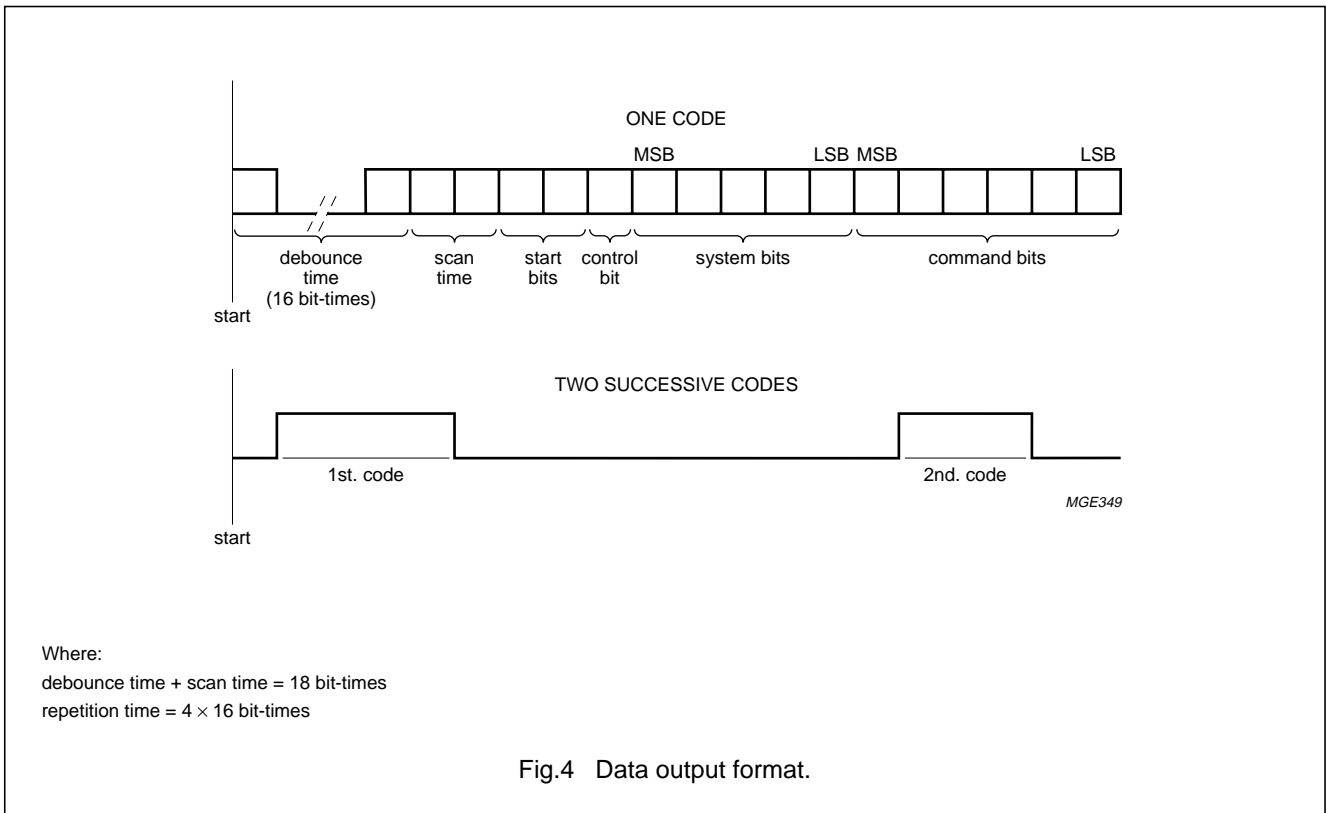 ONE CODE
MSB LSB MSB LSB
debounce
time
(16 bit-times)
scan
time
start
bits
control
bit
system bits
command bits
start
TWO SUCCESSIVE CODES
1st. code
2nd. code
MGE349
start
Where:
debounce time + scan time = 18 bit-times
repetition time = 4 × 16 bit-times
Fig.4 Data output format.